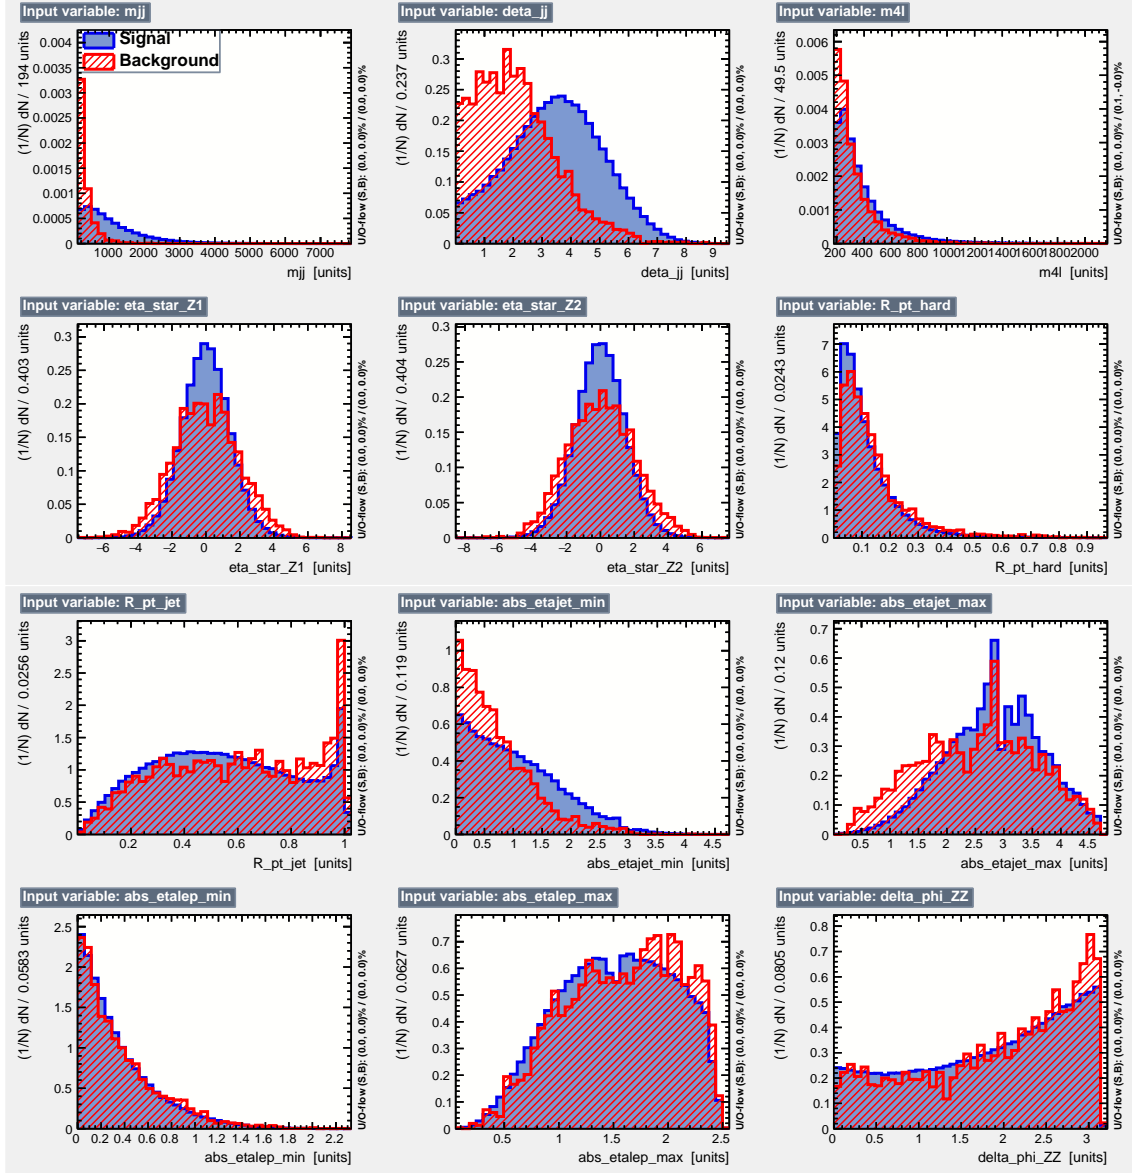 Input variable: mjj
(1/N) dN / 194 units
0.004
0.0035
0.003
0.0025
0.002
0.0015
0.001
0.0005
0
Signal
Background
1000 2000 3000 4000 5000 6000 7000
mjj [units]
U/O-flow (S,B): (0.0, 0.0)% / (0.0, 0.0)%
Input variable: deta_jj
(1/N) dN / 0.237 units
0.3
0.25
0.2
0.15
0.1
0.05
0
1 2 3 4 5 6 7 8 9
deta_jj [units]
U/O-flow (S,B): (0.0, 0.0)% / (0.0, 0.0)%
Input variable: m4l
(1/N) dN / 49.5 units
0.006
0.005
0.004
0.003
0.002
0.001
0
200 400 600 800 1000 1200 1400 1600 1800 2000
m4l [units]
U/O-flow (S,B): (0.0, 0.0)% / (0.1, -0.0)%
Input variable: eta_star_Z1
(1/N) dN / 0.403 units
0.3
0.25
0.2
0.15
0.1
0.05
0
−6 −4 −2 0 2 4 6 8
eta_star_Z1 [units]
U/O-flow (S,B): (0.0, 0.0)% / (0.0, 0.0)%
Input variable: eta_star_Z2
(1/N) dN / 0.404 units
0.3
0.25
0.2
0.15
0.1
0.05
0
−8 −6 −4 −2 0 2 4 6
eta_star_Z2 [units]
U/O-flow (S,B): (0.0, 0.0)% / (0.0, 0.0)%
Input variable: R_pt_hard
(1/N) dN / 0.0243 units
7
6
5
4
3
2
1
0
0.1 0.2 0.3 0.4 0.5 0.6 0.7 0.8 0.9
R_pt_hard [units]
U/O-flow (S,B): (0.0, 0.0)% / (0.0, 0.0)%
Input variable: R_pt_jet
(1/N) dN / 0.0256 units
3
2.5
2
1.5
1
0.5
0
0.2 0.4 0.6 0.8 1
R_pt_jet [units]
U/O-flow (S,B): (0.0, 0.0)% / (0.0, 0.0)%
Input variable: abs_etajet_min
(1/N) dN / 0.119 units
1
0.8
0.6
0.4
0.2
0
0 0.5 1 1.5 2 2.5 3 3.5 4 4.5
abs_etajet_min [units]
U/O-flow (S,B): (0.0, 0.0)% / (0.0, 0.0)%
Input variable: abs_etajet_max
(1/N) dN / 0.12 units
0.7
0.6
0.5
0.4
0.3
0.2
0.1
0
0.5 1 1.5 2 2.5 3 3.5 4 4.5
abs_etajet_max [units]
U/O-flow (S,B): (0.0, 0.0)% / (0.0, 0.0)%
Input variable: abs_etalep_min
(1/N) dN / 0.0583 units
2.5
2
1.5
1
0.5
0
0 0.2 0.4 0.6 0.8 1 1.2 1.4 1.6 1.8 2 2.2
abs_etalep_min [units]
U/O-flow (S,B): (0.0, 0.0)% / (0.0, 0.0)%
Input variable: abs_etalep_max
(1/N) dN / 0.0627 units
0.7
0.6
0.5
0.4
0.3
0.2
0.1
0
0.5 1 1.5 2 2.5
abs_etalep_max [units]
U/O-flow (S,B): (0.0, 0.0)% / (0.0, 0.0)%
Input variable: delta_phi_ZZ
(1/N) dN / 0.0805 units
0.8
0.7
0.6
0.5
0.4
0.3
0.2
0.1
0
0 0.5 1 1.5 2 2.5 3
delta_phi_ZZ [units]
U/O-flow (S,B): (0.0, 0.0)% / (0.0, 0.0)%